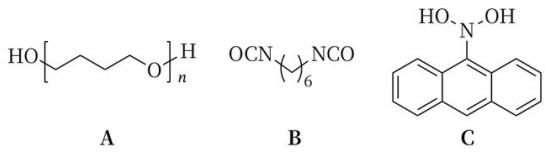 HO OH
N
HO [ O ]n H
OCN ( )6 NCO
A B C